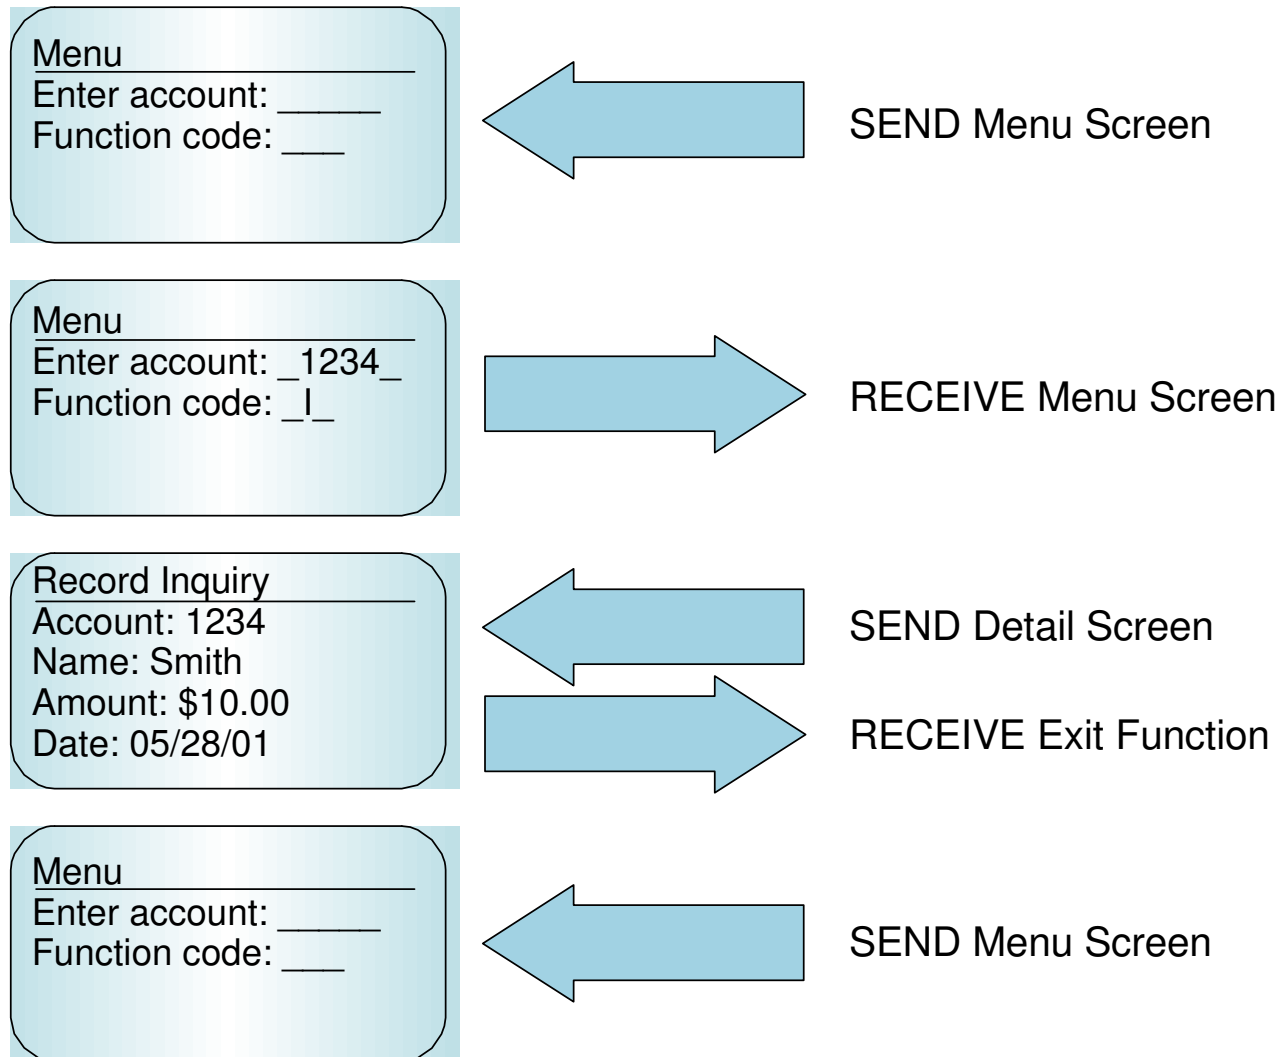 Menu
Enter account: _____
Function code: ___
SEND Menu Screen
Menu
Enter account: _1234_
Function code: _I_
RECEIVE Menu Screen
Record Inquiry
Account: 1234
Name: Smith
Amount: $10.00
Date: 05/28/01
SEND Detail Screen
RECEIVE Exit Function
Menu
Enter account: _____
Function code: ___
SEND Menu Screen